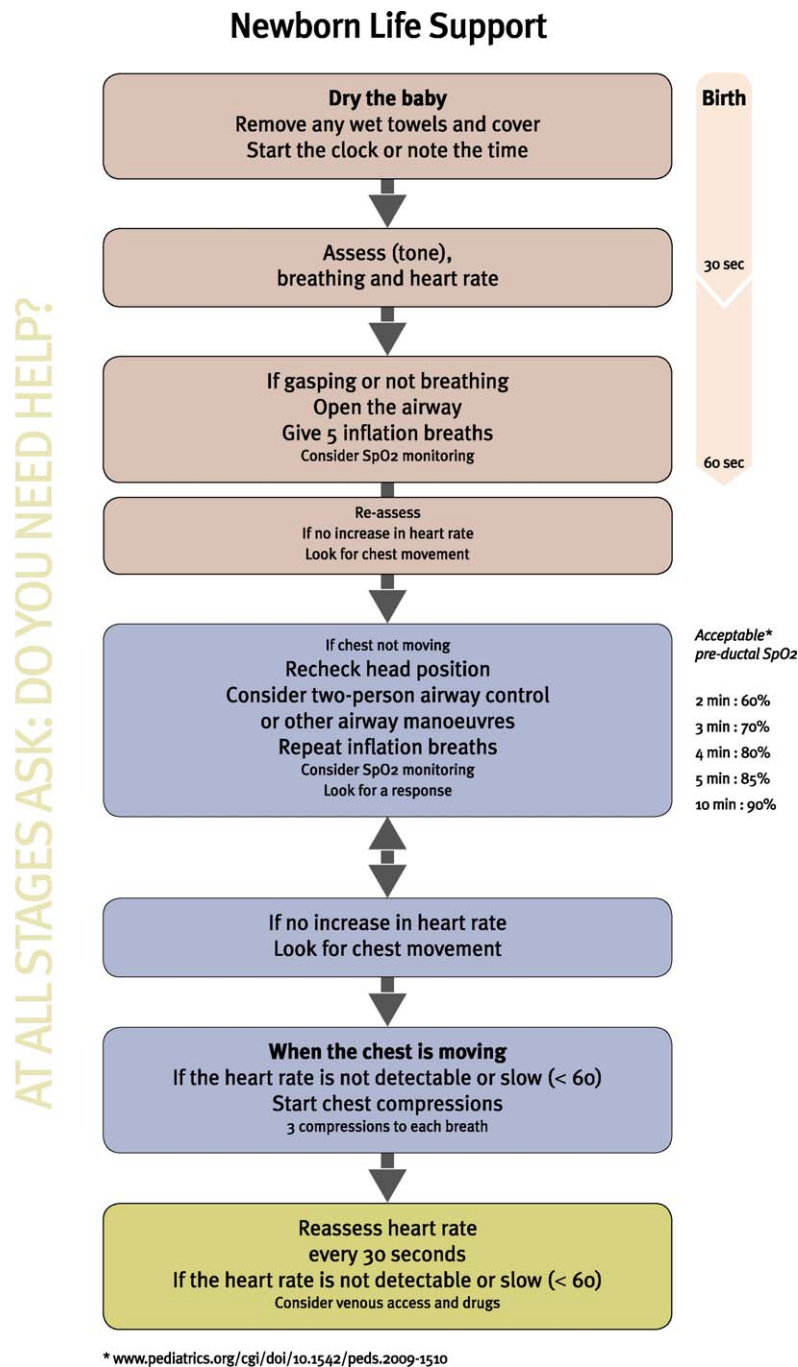 Newborn Life Support
Dry the baby
Remove any wet towels and cover
Start the clock or note the time
Birth
Assess (tone),
breathing and heart rate
30 sec
If gasping or not breathing
Open the airway
Give 5 inflation breaths
Consider SpO2 monitoring
60 sec
Re-assess
If no increase in heart rate
Look for chest movement
If chest not moving
Recheck head position
Consider two-person airway control
or other airway manoeuvres
Repeat inflation breaths
Consider SpO2 monitoring
Look for a response
Acceptable*
pre-ductal SpO2
2 min : 60%
3 min : 70%
4 min : 80%
5 min : 85%
10 min : 90%
If no increase in heart rate
Look for chest movement
When the chest is moving
If the heart rate is not detectable or slow (< 60)
Start chest compressions
3 compressions to each breath
Reassess heart rate
every 30 seconds
If the heart rate is not detectable or slow (< 60)
Consider venous access and drugs
AT ALL STAGES ASK: DO YOU NEED HELP?
* www.pediatrics.org/cgi/doi/10.1542/peds.2009-1510